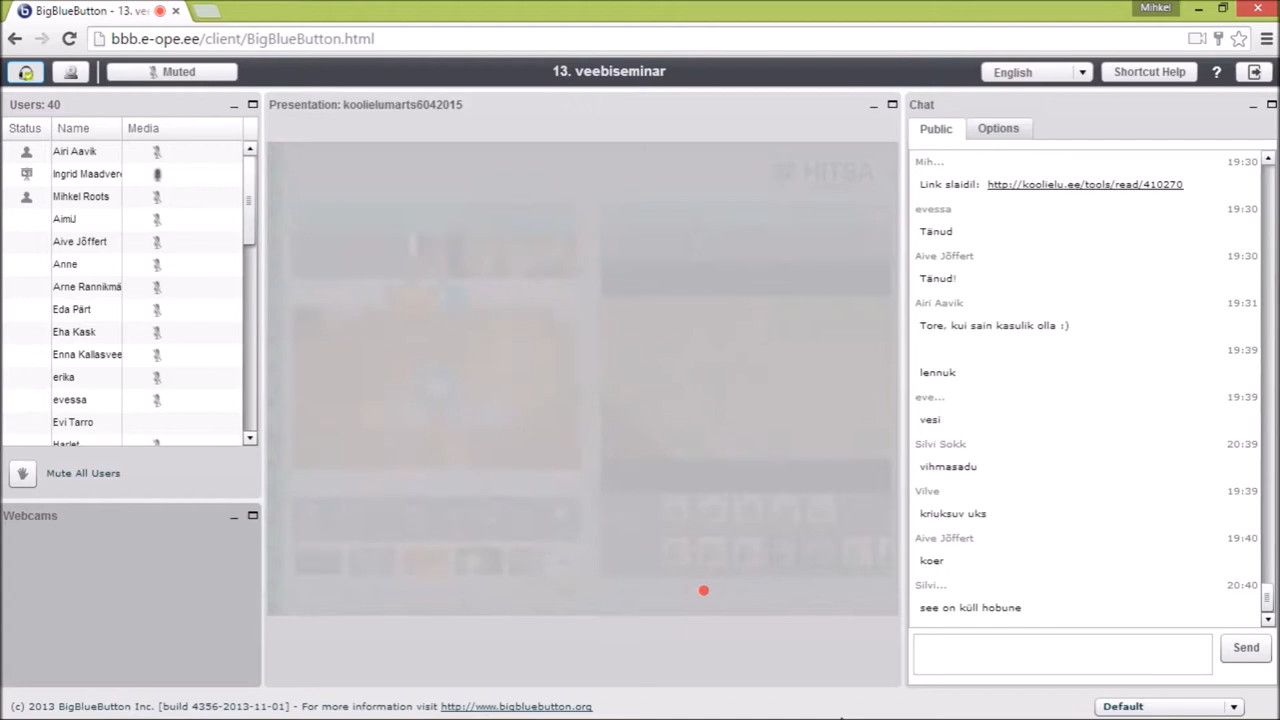 BigBlueButton - 13. ve
Mihkel
bbb.e-ope.ee/client/BigBlueButton.html
Muted
13. veebiseminar
English
Shortcut Help
?
Users: 40
Status Name Media
Airi Aavik
Ingrid Maadvere
Mihkel Roots
AimiJ
Aive Jõffert
Anne
Arne Rannikmä
Eda Pärt
Eha Kask
Enna Kallasvee
erika
evessa
Evi Tarro
Harlet
Mute All Users
Webcams
Presentation: koolielumarts6042015
HITSA
Chat
Public Options
Mih... 19:30
Link slaidil: http://koolielu.ee/tools/read/410270
evessa 19:30
Tänud
Aive Jõffert 19:30
Tänud!
Airi Aavik 19:31
Tore, kui sain kasulik olla :)
19:39
lennuk
eve... 19:39
vesi
Silvi Sokk 20:39
vihmasadu
Vilve 19:39
kriuksuv uks
Aive Jõffert 19:40
koer
Silvi... 20:40
see on küll hobune
Send
(c) 2013 BigBlueButton Inc. [build 4356-2013-11-01] - For more information visit http://www.bigbluebutton.org
Default